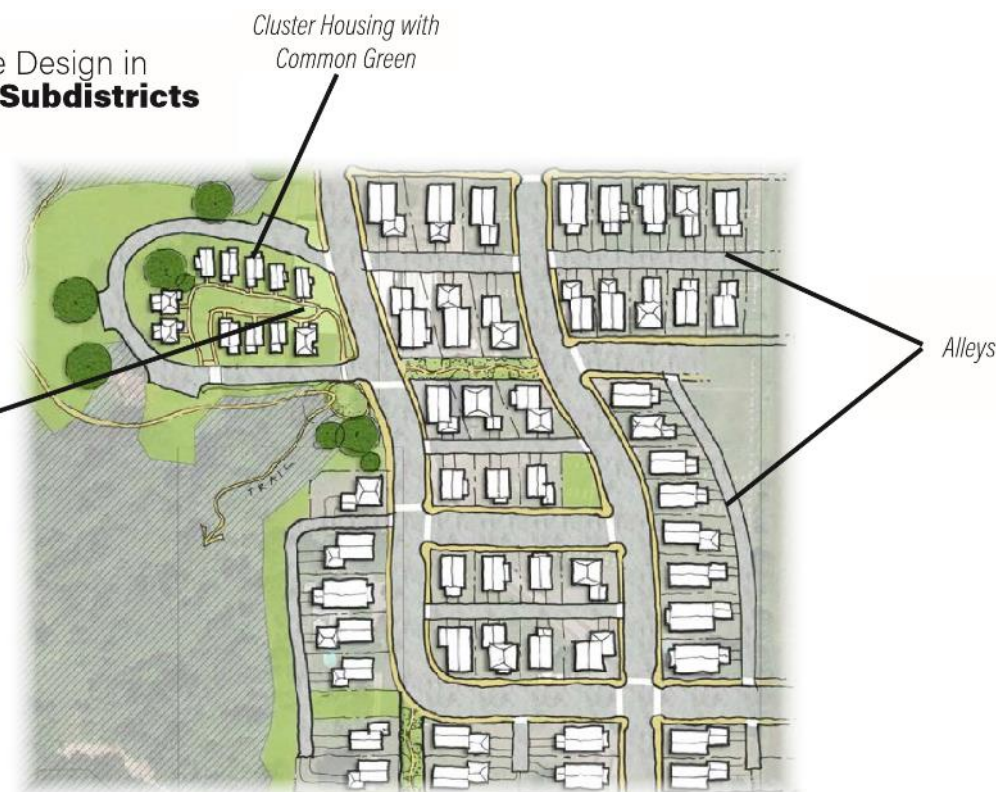 Cluster Housing with
Common Green
e Design in
Subdistricts
Alleys
TRAIL